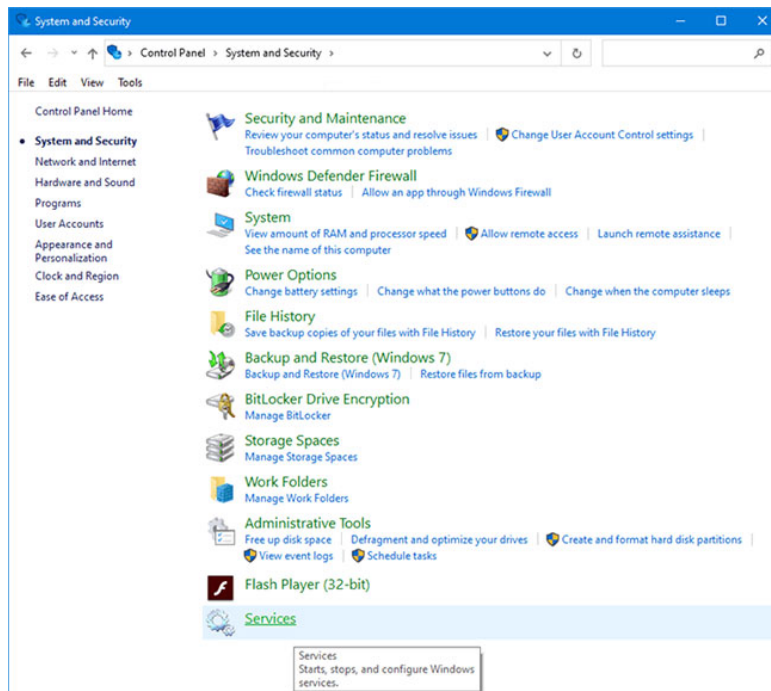 System and Security
Control Panel > System and Security >
File Edit View Tools
Control Panel Home
System and Security
Network and Internet
Hardware and Sound
Programs
User Accounts
Appearance and
Personalization
Clock and Region
Ease of Access
Security and Maintenance
Review your computer's status and resolve issues | Change User Account Control settings |
Troubleshoot common computer problems
Windows Defender Firewall
Check firewall status | Allow an app through Windows Firewall
System
View amount of RAM and processor speed | Allow remote access | Launch remote assistance |
See the name of this computer
Power Options
Change battery settings | Change what the power buttons do | Change when the computer sleeps
File History
Save backup copies of your files with File History | Restore your files with File History
Backup and Restore (Windows 7)
Backup and Restore (Windows 7) | Restore files from backup
BitLocker Drive Encryption
Manage BitLocker
Storage Spaces
Manage Storage Spaces
Work Folders
Manage Work Folders
Administrative Tools
Free up disk space | Defragment and optimize your drives | Create and format hard disk partitions |
View event logs | Schedule tasks
Flash Player (32-bit)
Services
Services
Starts, stops, and configure Windows
services.